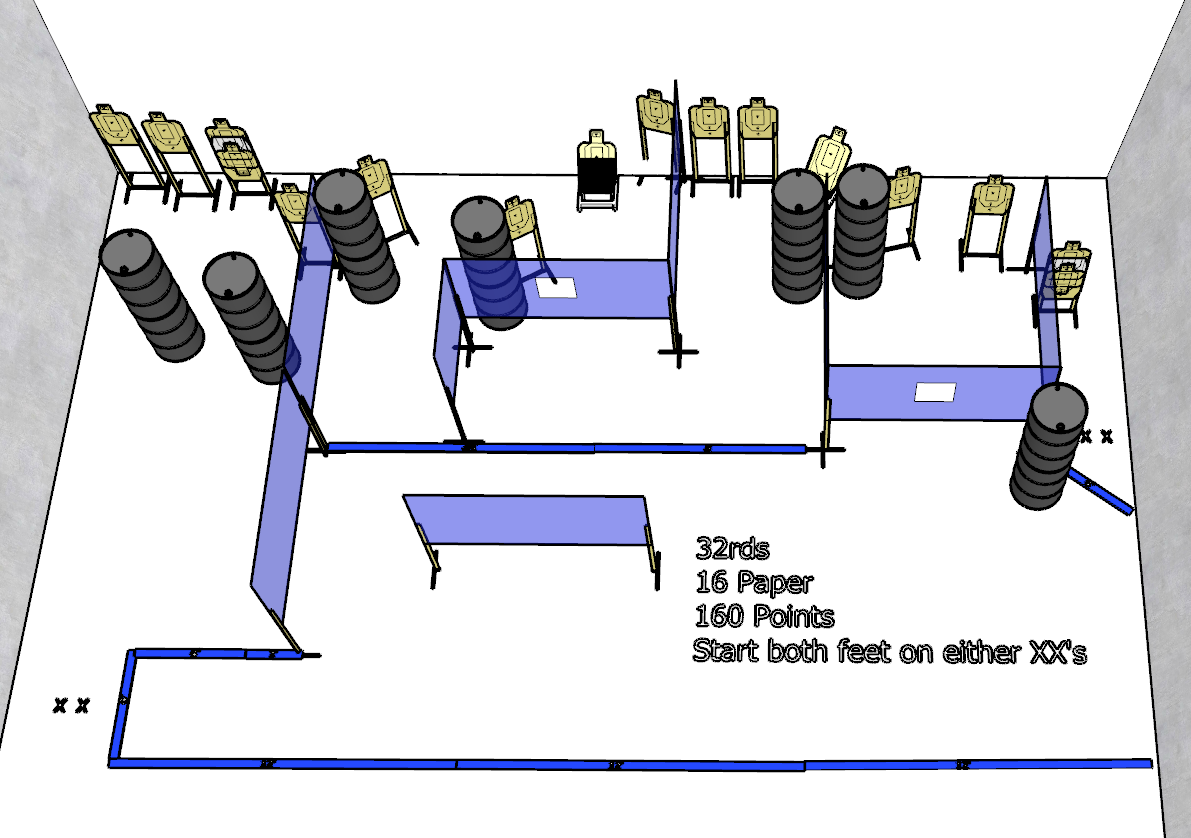 32rds
16 Paper
160 Points
Start both feet on either XX's
X X
X X